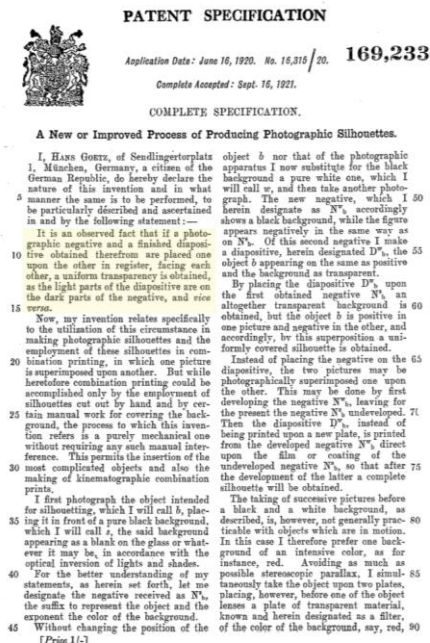 PATENT SPECIFICATION
Application Date: June 16, 1920. No. 16,315/20.
169,233
Complete Accepted: Sept. 16, 1921.
COMPLETE SPECIFICATION.
A New or Improved Process of Producing Photographic Silhouettes.
I, HANS GOETZ, of Sendlingertorplatz
1, München, Germany, a citizen of the
German Republic, do hereby declare the
nature of this invention and in what
5 manner the same is to be performed, to
be particularly described and ascertained
in and by the following statement:—
It is an observed fact that if a photo-
graphic negative and a finished diaposi-
10 tive obtained therefrom are placed one
upon the other in register, facing each
other, a uniform transparency is obtained,
as the light parts of the diapositive are on
the dark parts of the negative, and vice
15 versa.
Now, my invention relates specifically
to the utilization of this circumstance in
making photographic silhouettes and the
employment of these silhouettes in com-
20 bination printing, in which one picture
is superimposed upon another. But while
heretofore combination printing could be
accomplished only by the employment of
silhouettes cut out by hand and by cer-
25 tain manual work for covering the back-
ground, the process to which this inven-
tion refers is a purely mechanical one
without requiring any such manual inter-
ference. This permits the insertion of the
30 most complicated objects and also the
making of kinematographic combination
prints.
I first photograph the object intended
for silhouetting, which I will call b, plac-
35 ing it in front of a pure black background,
which I will call s, the said background
appearing as a blank on the glass or what-
ever it may be, in accordance with the
optical inversion of lights and shades.
40 For the better understanding of my
statements, as herein set forth, let me
designate the negative received as Nˢb,
the suffix to represent the object and the
exponent the color of the background.
45 Without changing the position of the
[Price 1/-]
object b nor that of the photographic
apparatus I now substitute for the black
background a pure white one, which I
will call w, and then take another photo-
graph. The new negative, which I 50
herein designate as Nʷb accordingly
shows a black background, while the figure
appears negatively in the same way as
on Nˢb. Of this second negative I make
a diapositive, herein designated Dʷb, the 55
object b appearing on the same as positive
and the background as transparent.
By placing the diapositive Dʷb upon
the first obtained negative Nˢb an
altogether transparent background is 60
obtained, but the object b is positive in
one picture and negative in the other, and
accordingly, by this superposition a uni-
formly covered silhouette is obtained.
Instead of placing the negative on the 65
diapositive, the two pictures may be
photographically superimposed one upon
the other. This may be done by first
developing the negative Nʷb, leaving for
the present the negative Nˢb undeveloped. 70
Then the diapositive Dʷb, instead of
being printed upon a new plate, is printed
from the developed negative Nʷb direct
upon the film or coating of the
undeveloped negative Nˢb, so that after 75
the development of the latter a complete
silhouette will be obtained.
The taking of successive pictures before
a black and a white background, as
described, is, however, not generally prac- 80
ticable with objects which are in motion.
In this case I therefore prefer one back-
ground of an intensive color, as for
instance, red. Avoiding as much as
possible stereoscopic parallax, I simul- 85
taneously take the object upon two plates,
placing, however, before one of the object
lenses a plate of transparent material,
known and herein designated as a filter,
of the color of the background, say, red, 90